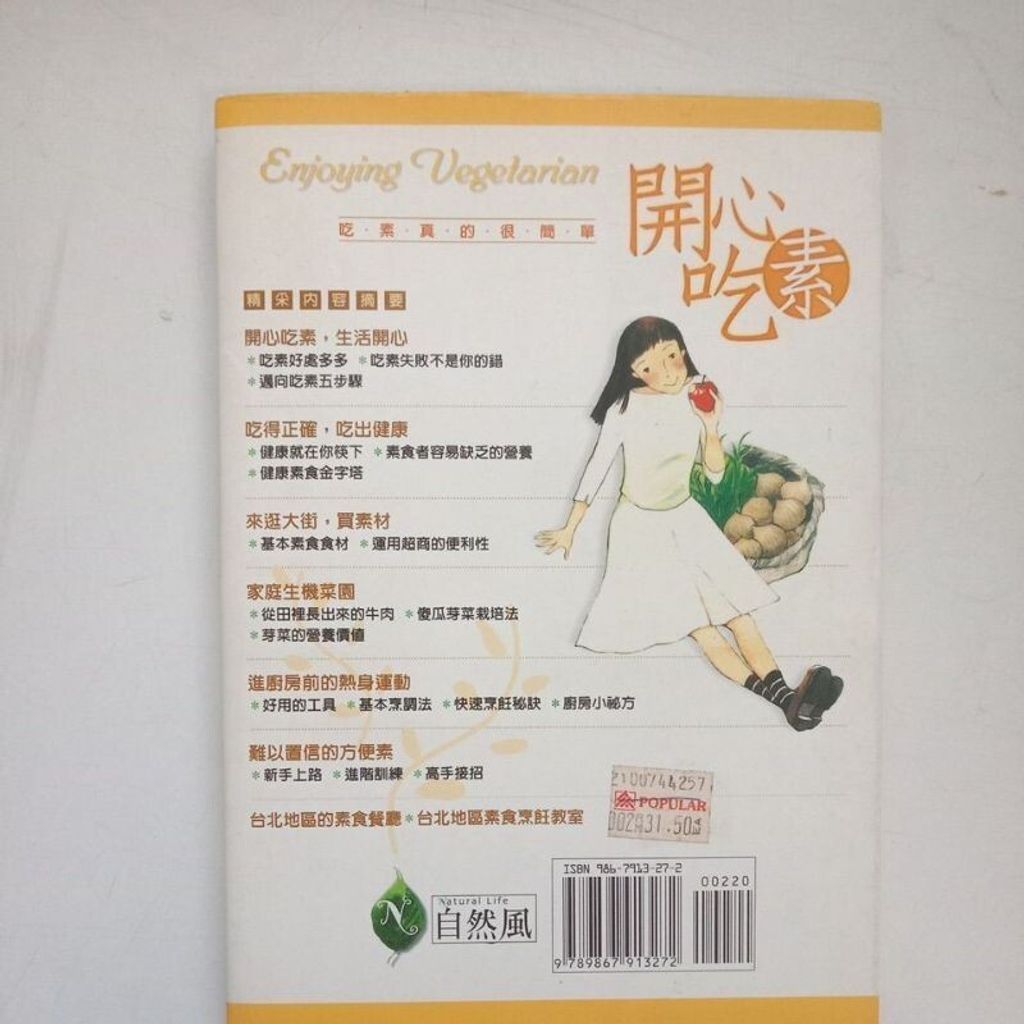 Enjoying Vegetarian
開心
吃素
吃·素·真·的·很·簡·單
精采內容摘要
開心吃素，生活開心
*吃素好處多多 *吃素失敗不是你的錯
*邁向吃素五步驟
吃得正確，吃出健康
*健康就在你筷下 *素食者容易缺乏的營養
*健康素食金字塔
來逛大街，買素材
*基本素食食材 *運用超商的便利性
家庭生機菜園
*從田裡長出來的牛肉 *傻瓜芽菜栽培法
*芽菜的營養價值
進廚房前的熱身運動
*好用的工具 *基本烹調法 *快速烹飪秘訣 *廚房小祕方
難以置信的方便素
*新手上路 *進階訓練 *高手接招
台北地區的素食餐廳*台北地區素食烹飪教室
POPULAR
N
Natural Life
自然風
ISBN 986-7913-27-2
00220
9 789867 913272